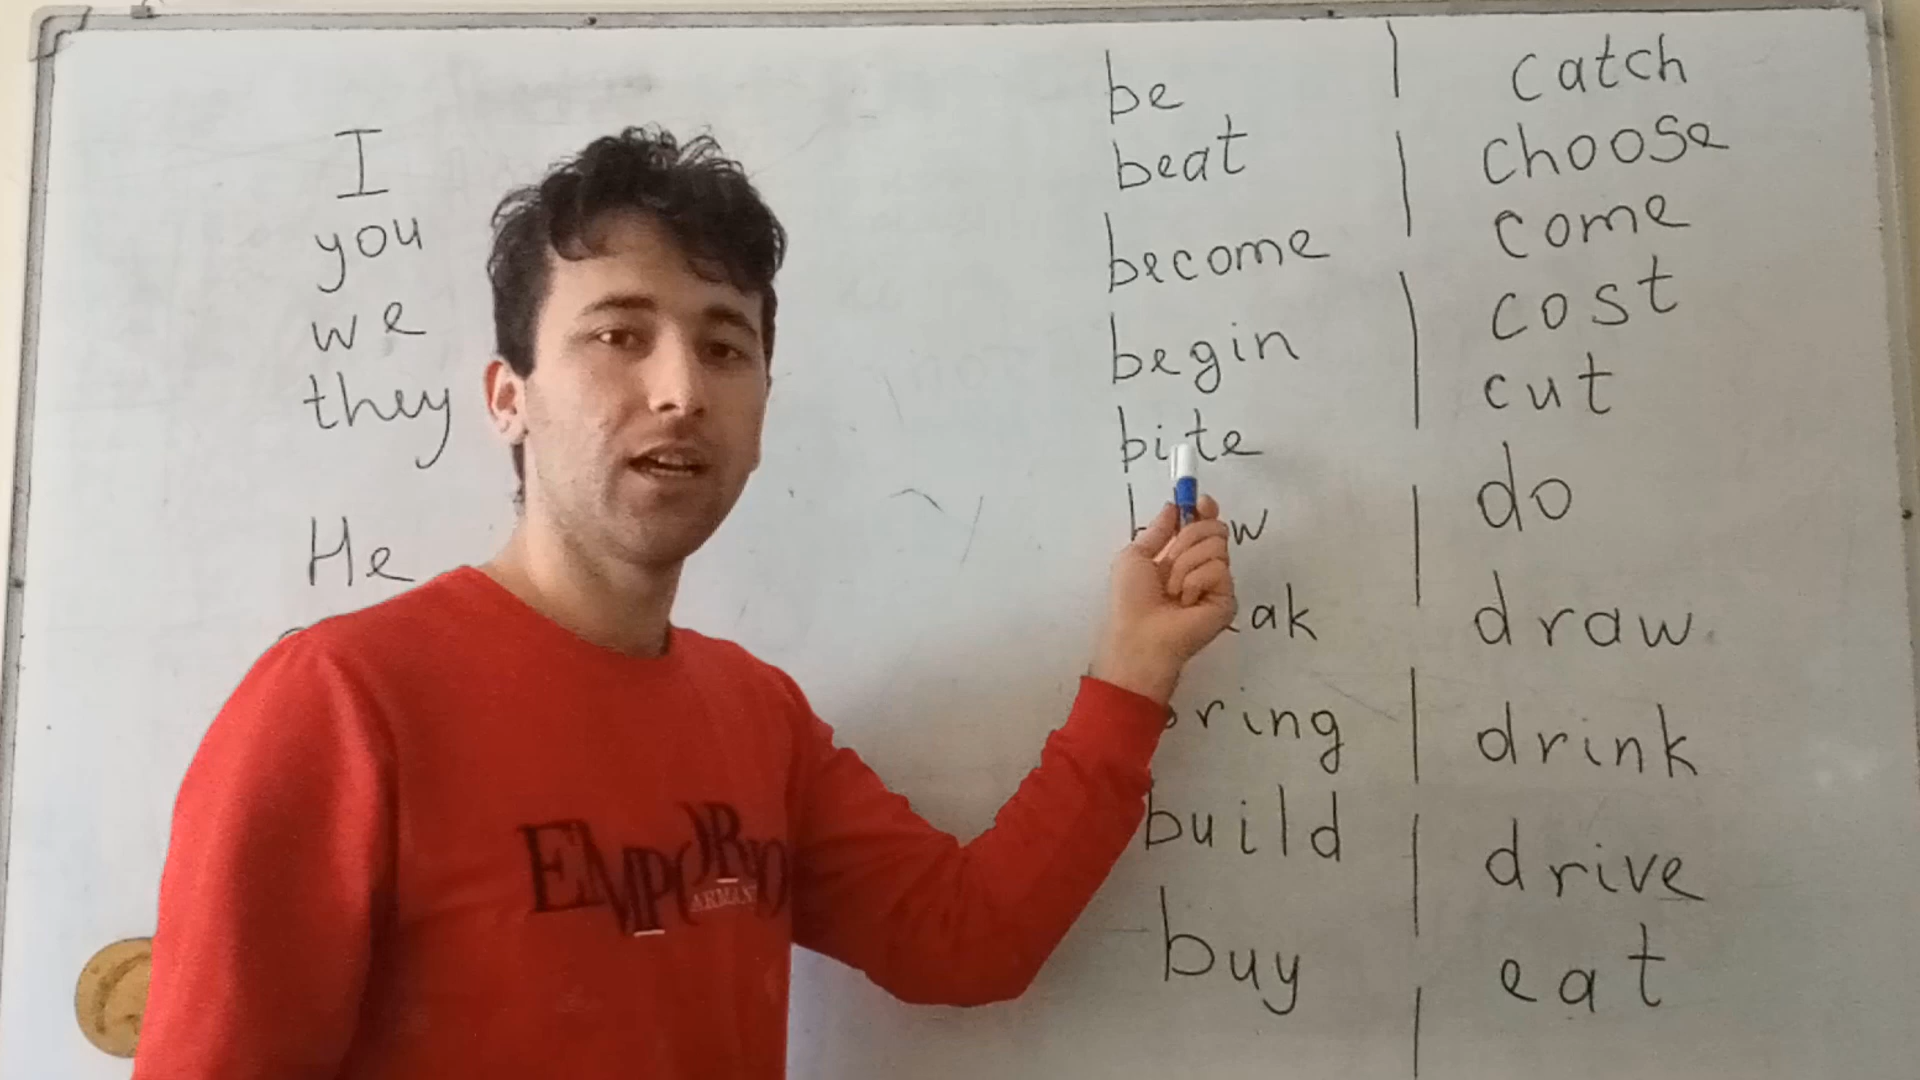 I
you
we
they
He
be
beat
become
begin
bite
bring
build
buy
catch
choose
come
cost
cut
do
draw
drink
drive
eat
EMPORIO
ARMANI